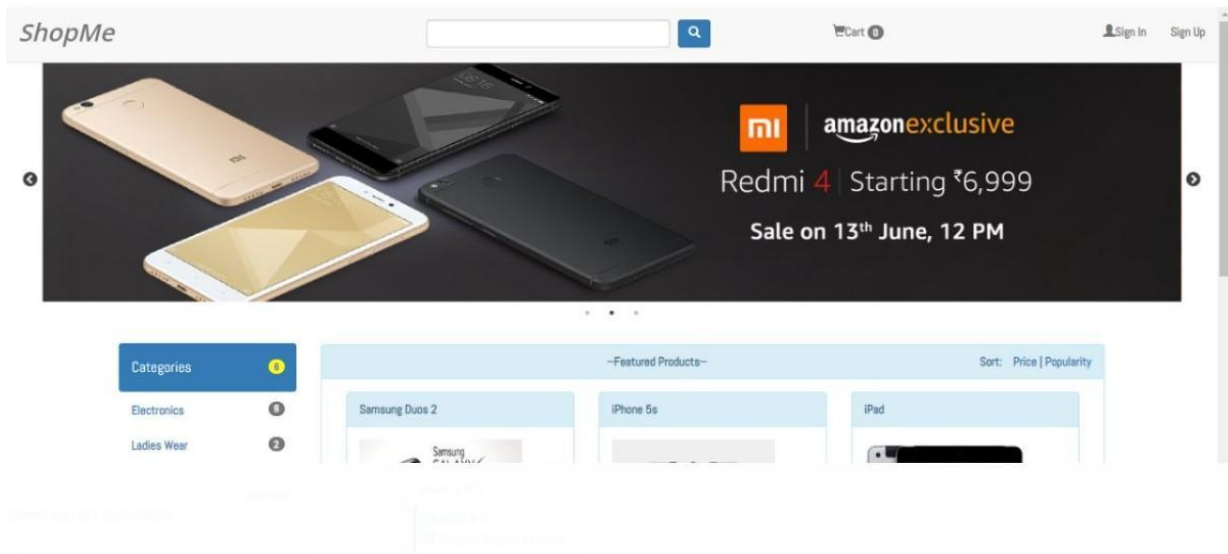 ShopMe
Cart 0
Sign In Sign Up
mi amazonexclusive
Redmi 4 Starting ₹6,999
Sale on 13th June, 12 PM
Categories 6
Electronics
Ladies Wear 2
--Featured Products--
Sort: Price | Popularity
Samsung Duos 2
iPhone 5s
iPad
Samsung